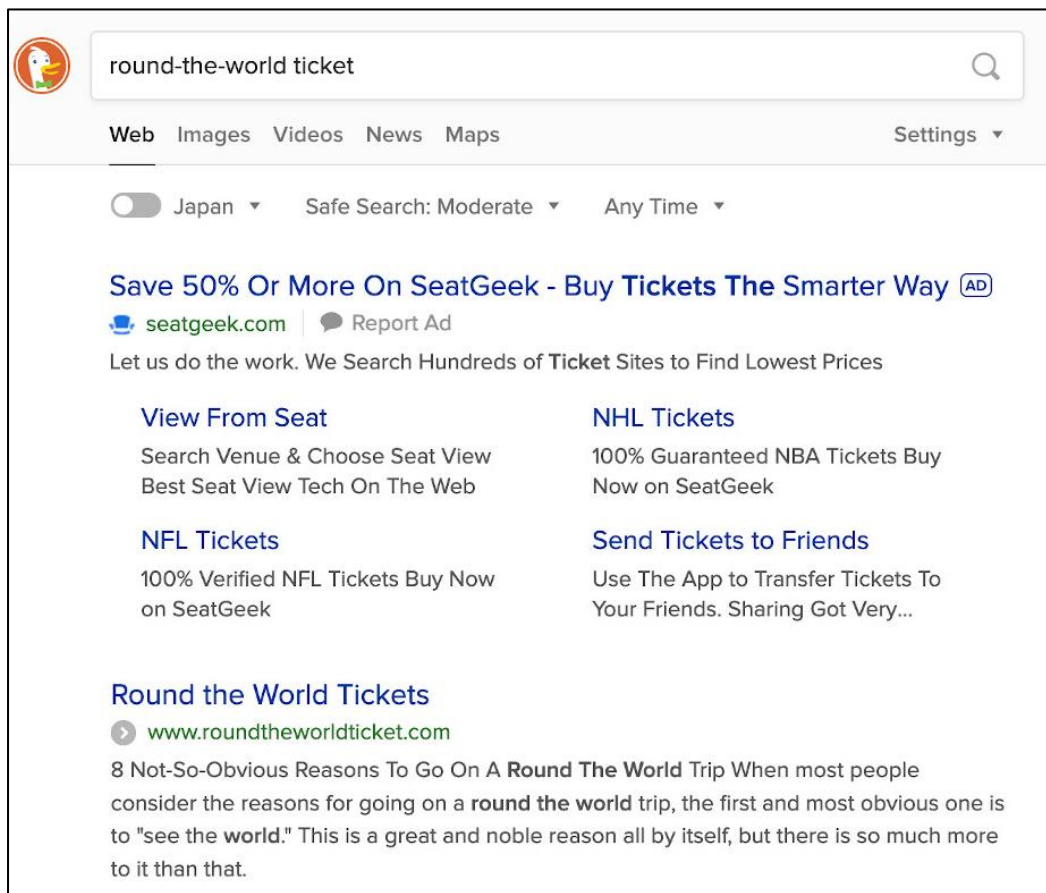 round-the-world ticket
Web Images Videos News Maps Settings
Japan Safe Search: Moderate Any Time
Save 50% Or More On SeatGeek - Buy Tickets The Smarter Way AD
seatgeek.com Report Ad
Let us do the work. We Search Hundreds of Ticket Sites to Find Lowest Prices
View From Seat
Search Venue & Choose Seat View
Best Seat View Tech On The Web
NHL Tickets
100% Guaranteed NBA Tickets Buy
Now on SeatGeek
NFL Tickets
100% Verified NFL Tickets Buy Now
on SeatGeek
Send Tickets to Friends
Use The App to Transfer Tickets To
Your Friends. Sharing Got Very...
Round the World Tickets
www.roundtheworldticket.com
8 Not-So-Obvious Reasons To Go On A Round The World Trip When most people
consider the reasons for going on a round the world trip, the first and most obvious one is
to "see the world." This is a great and noble reason all by itself, but there is so much more
to it than that.